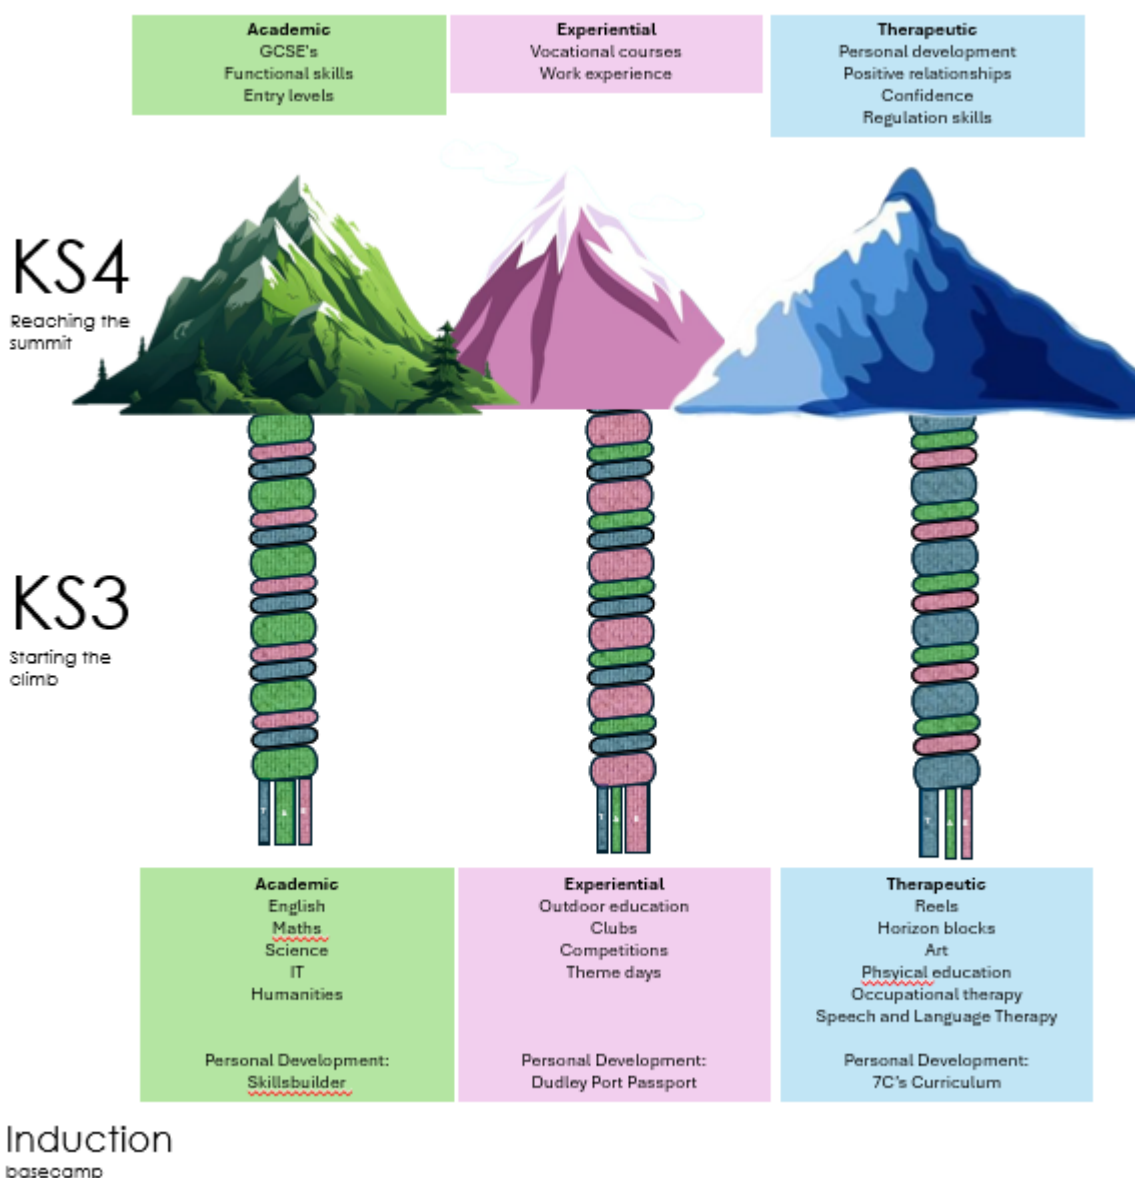 Academic
GCSE's
Functional skills
Entry levels
Experiential
Vocational courses
Work experience
Therapeutic
Personal development
Positive relationships
Confidence
Regulation skills
KS4
Reaching the
summit
KS3
Starting the
climb
T A E
T A E
T A E
Academic
English
Maths
Science
IT
Humanities
Personal Development:
Skillsbuilder
Experiential
Outdoor education
Clubs
Competitions
Theme days
Personal Development:
Dudley Port Passport
Therapeutic
Reels
Horizon blocks
Art
Phsyical education
Occupational therapy
Speech and Language Therapy
Personal Development:
7C's Curriculum
Induction
basecamp